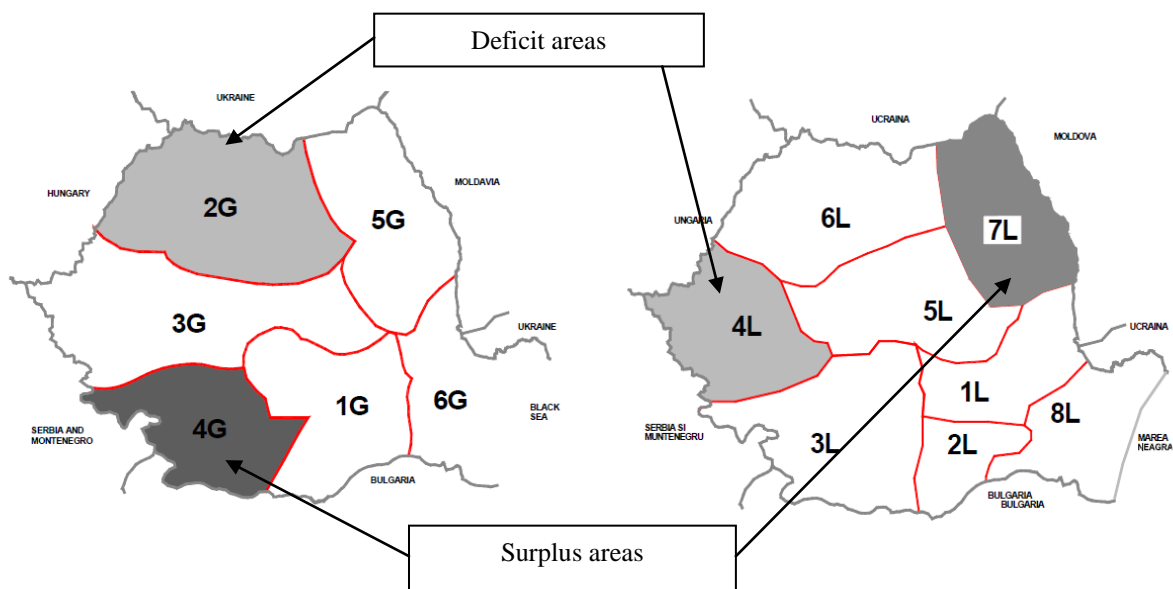 Deficit areas
UKRAINE
HUNGARY
MOLDAVIA
2G
5G
3G
UKRAINE
1G
6G
BLACK
SEA
4G
SERBIA AND
MONTENEGRO
BULGARIA
UCRAINA
MOLDOVA
UNGARIA
6L
7L
4L
5L
UCRAINA
1L
8L
SERBIA SI
MUNTENEGRU
3L
2L
MAREA
NEAGRA
BULGARIA
BULGARIA
Surplus areas